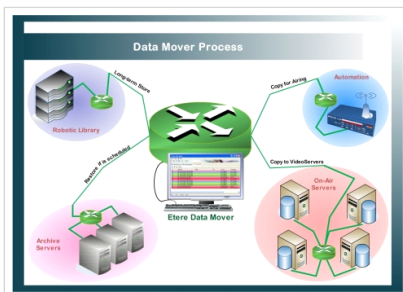 Data Mover Process
Long-term Store
Copy for Airing
Automation
Robotic Library
Restore if is scheduled
Copy to VideoServers
On-Air
Servers
Etere Data Mover
Archive
Servers